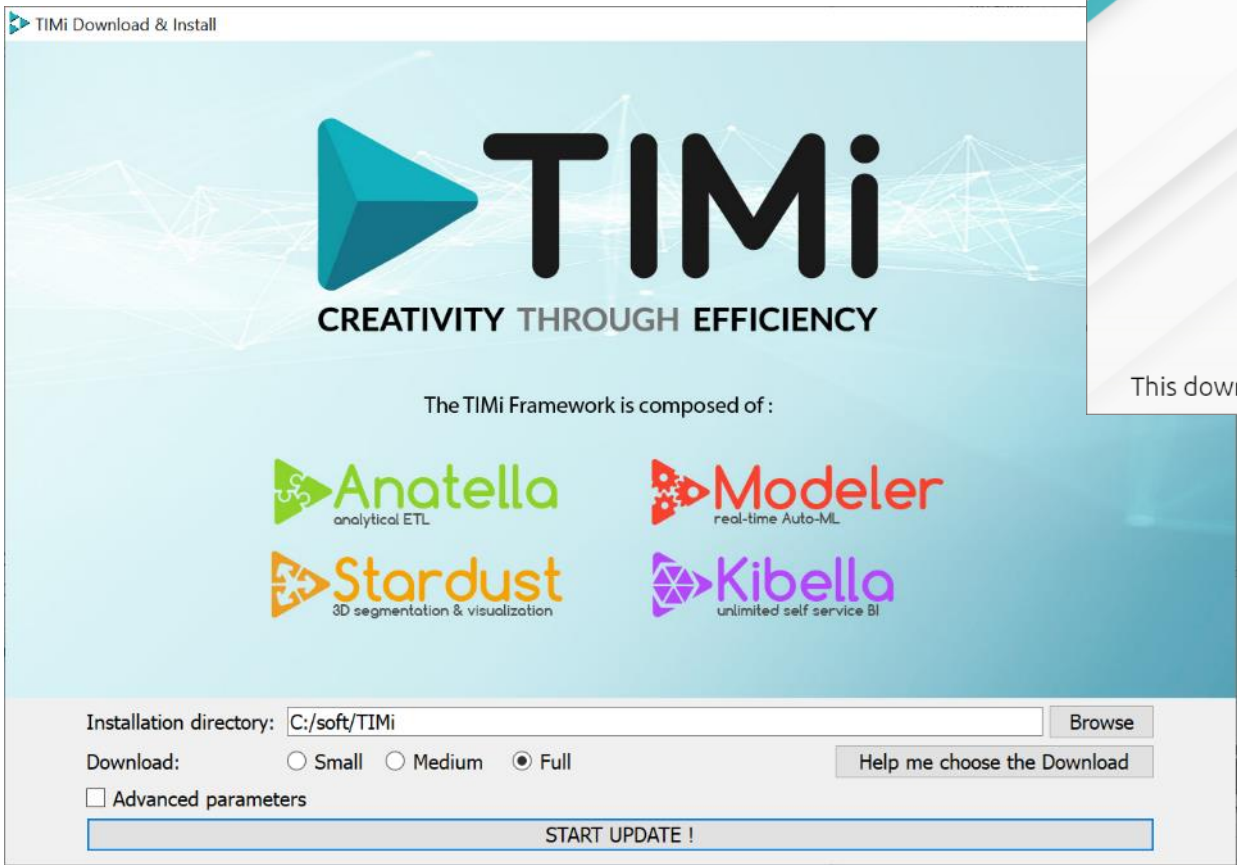 TIMi Download & Install
TIMi
CREATIVITY THROUGH EFFICIENCY
The TIMi Framework is composed of :
Anatella
analytical ETL
Modeler
real-time Auto-ML
Stardust
3D segmentation & visualization
Kibella
unlimited self service BI
This
Installation directory: C:/soft/TIMi Browse
Download: Small Medium Full Help me choose the Download
Advanced parameters
START UPDATE !